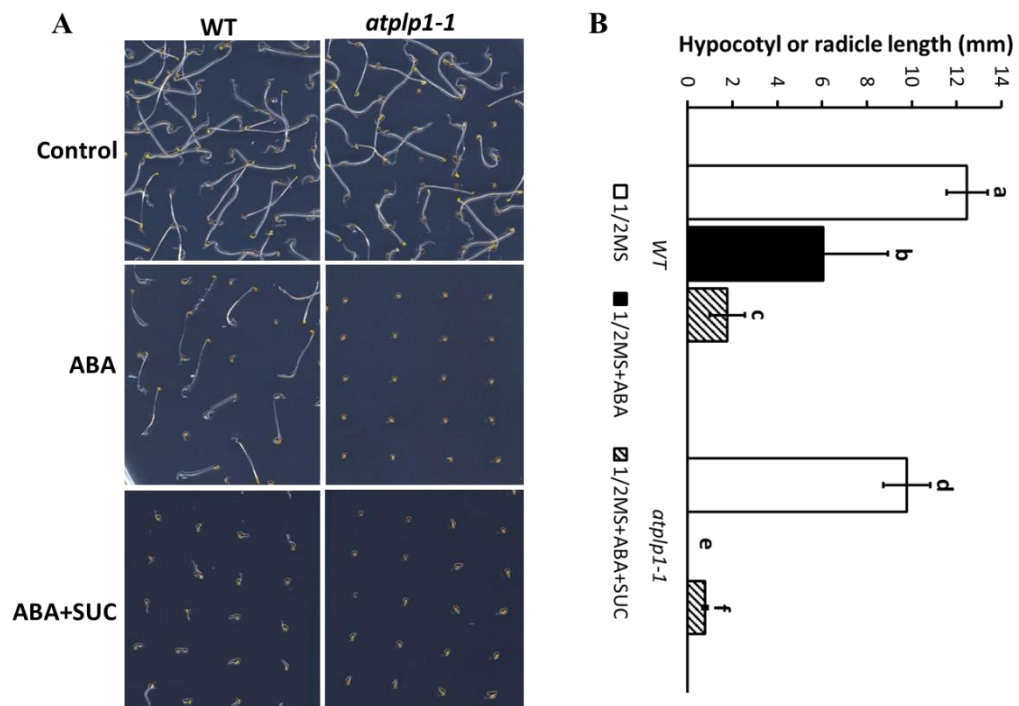 A
WT
atplp1-1
Control
ABA
ABA+SUC
B
Hypocotyl or radicle length (mm)
0 2 4 6 8 10 12 14
a
b
c
d
e
f
WT
atplp1-1
1/2MS
1/2MS+ABA
1/2MS+ABA+SUC